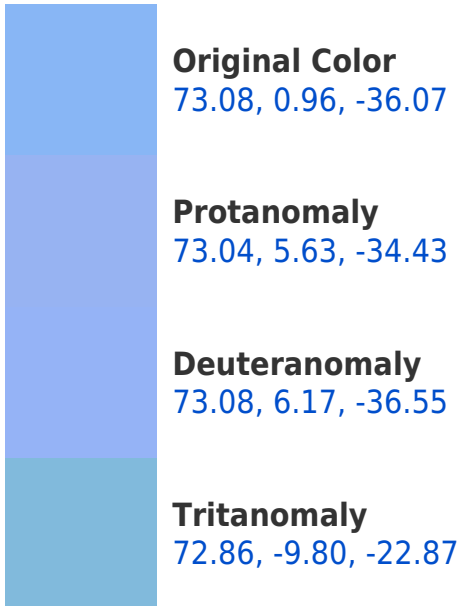 Original Color
73.08, 0.96, -36.07
Protanomaly
73.04, 5.63, -34.43
Deuteranomaly
73.08, 6.17, -36.55
Tritanomaly
72.86, -9.80, -22.87